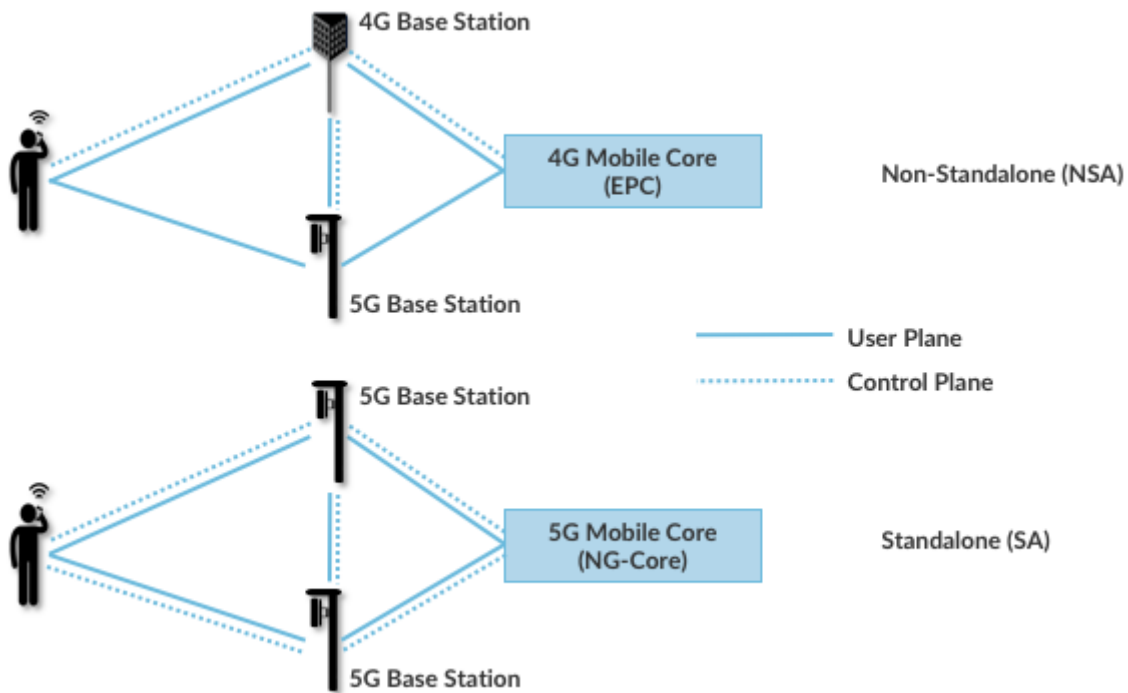 4G Base Station
4G Mobile Core
(EPC)
Non-Standalone (NSA)
5G Base Station
User Plane
Control Plane
5G Base Station
5G Mobile Core
(NG-Core)
Standalone (SA)
5G Base Station